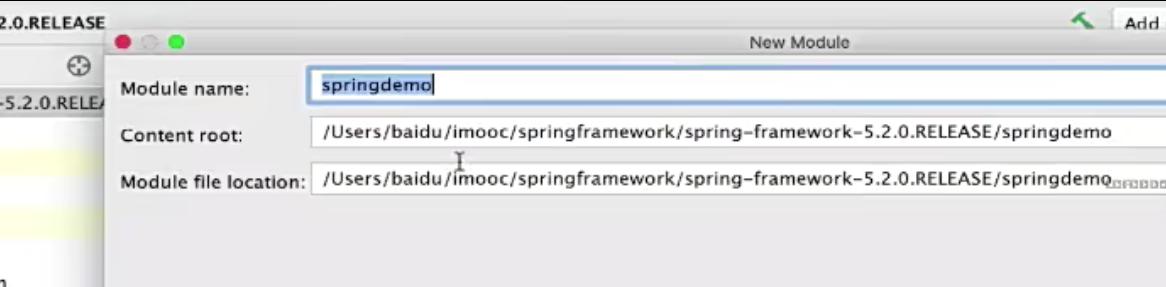 2.0.RELEASE
Add
New Module
Module name: springdemo
-5.2.0.RELEA
Content root: /Users/baidu/imooc/springframework/spring-framework-5.2.0.RELEASE/springdemo
Module file location: /Users/baidu/imooc/springframework/spring-framework-5.2.0.RELEASE/springdemo